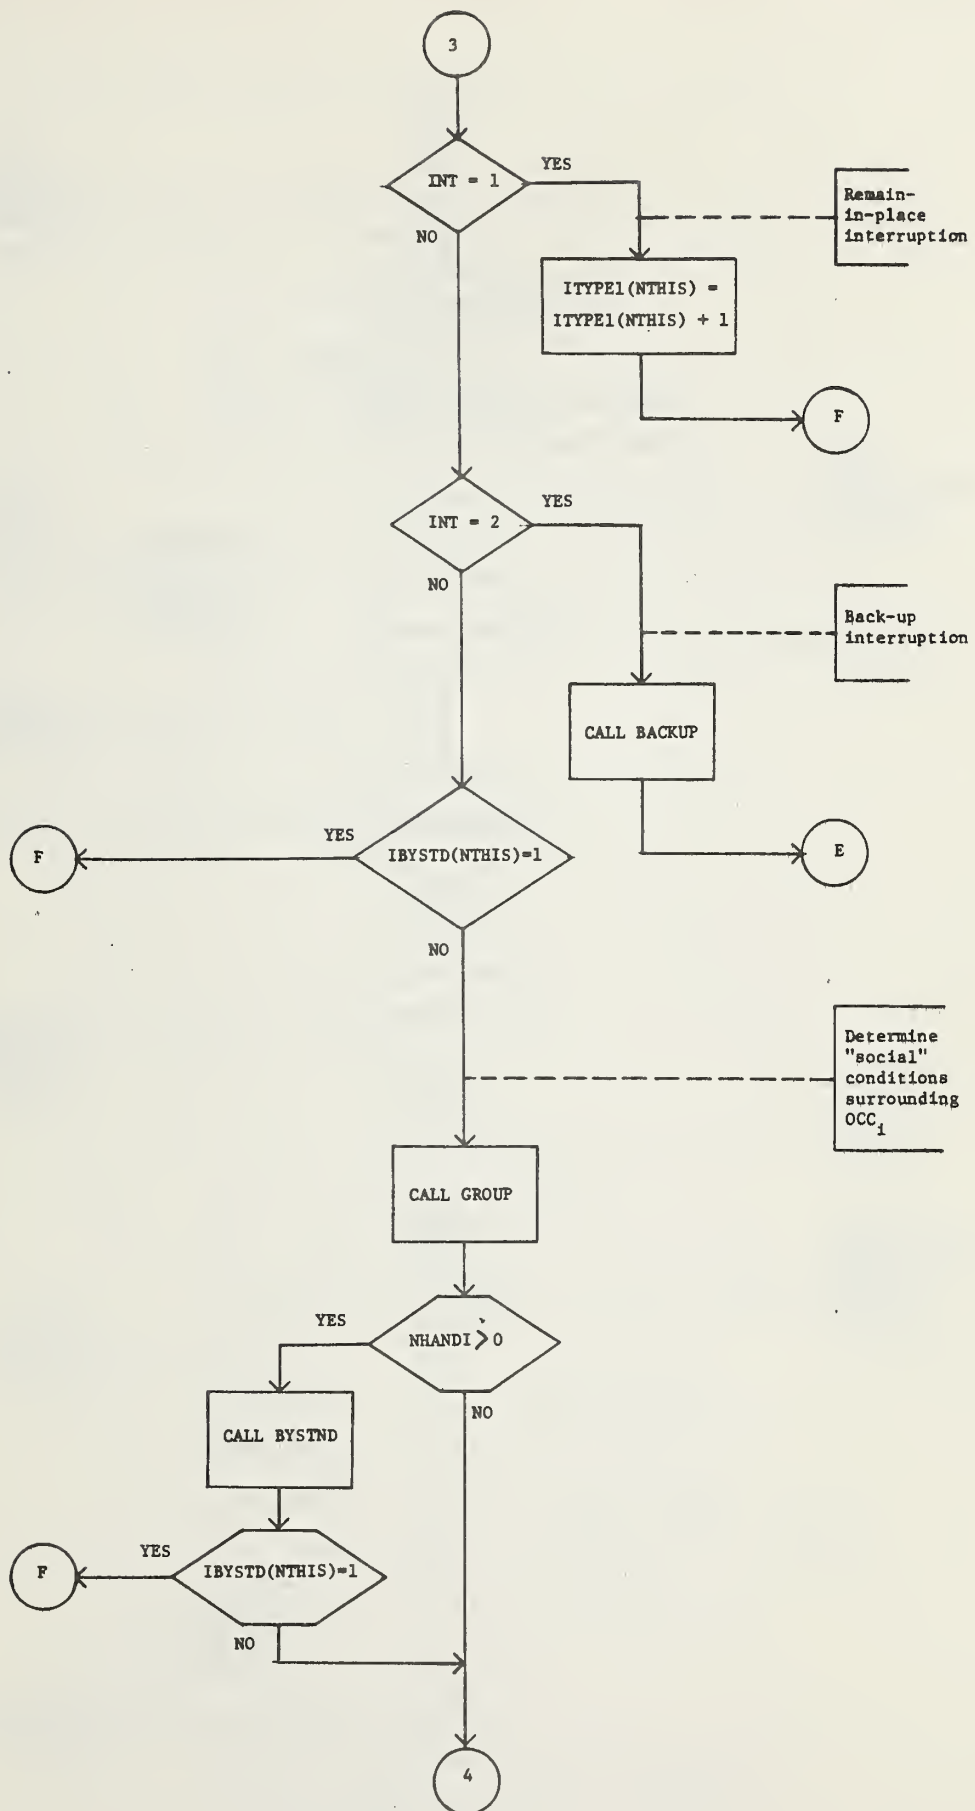 3
INT = 1
YES
NO
Remain-
in-place
interruption
ITYPE1(NTHIS) =
ITYPE1(NTHIS) + 1
F
INT = 2
YES
NO
Back-up
interruption
CALL BACKUP
E
IBYSTD(NTHIS)=1
YES
F
NO
Determine
"social"
conditions
surrounding
OCCi
CALL GROUP
NHANDI > 0
YES
NO
CALL BYSTND
IBYSTD(NTHIS)=1
YES
F
NO
4